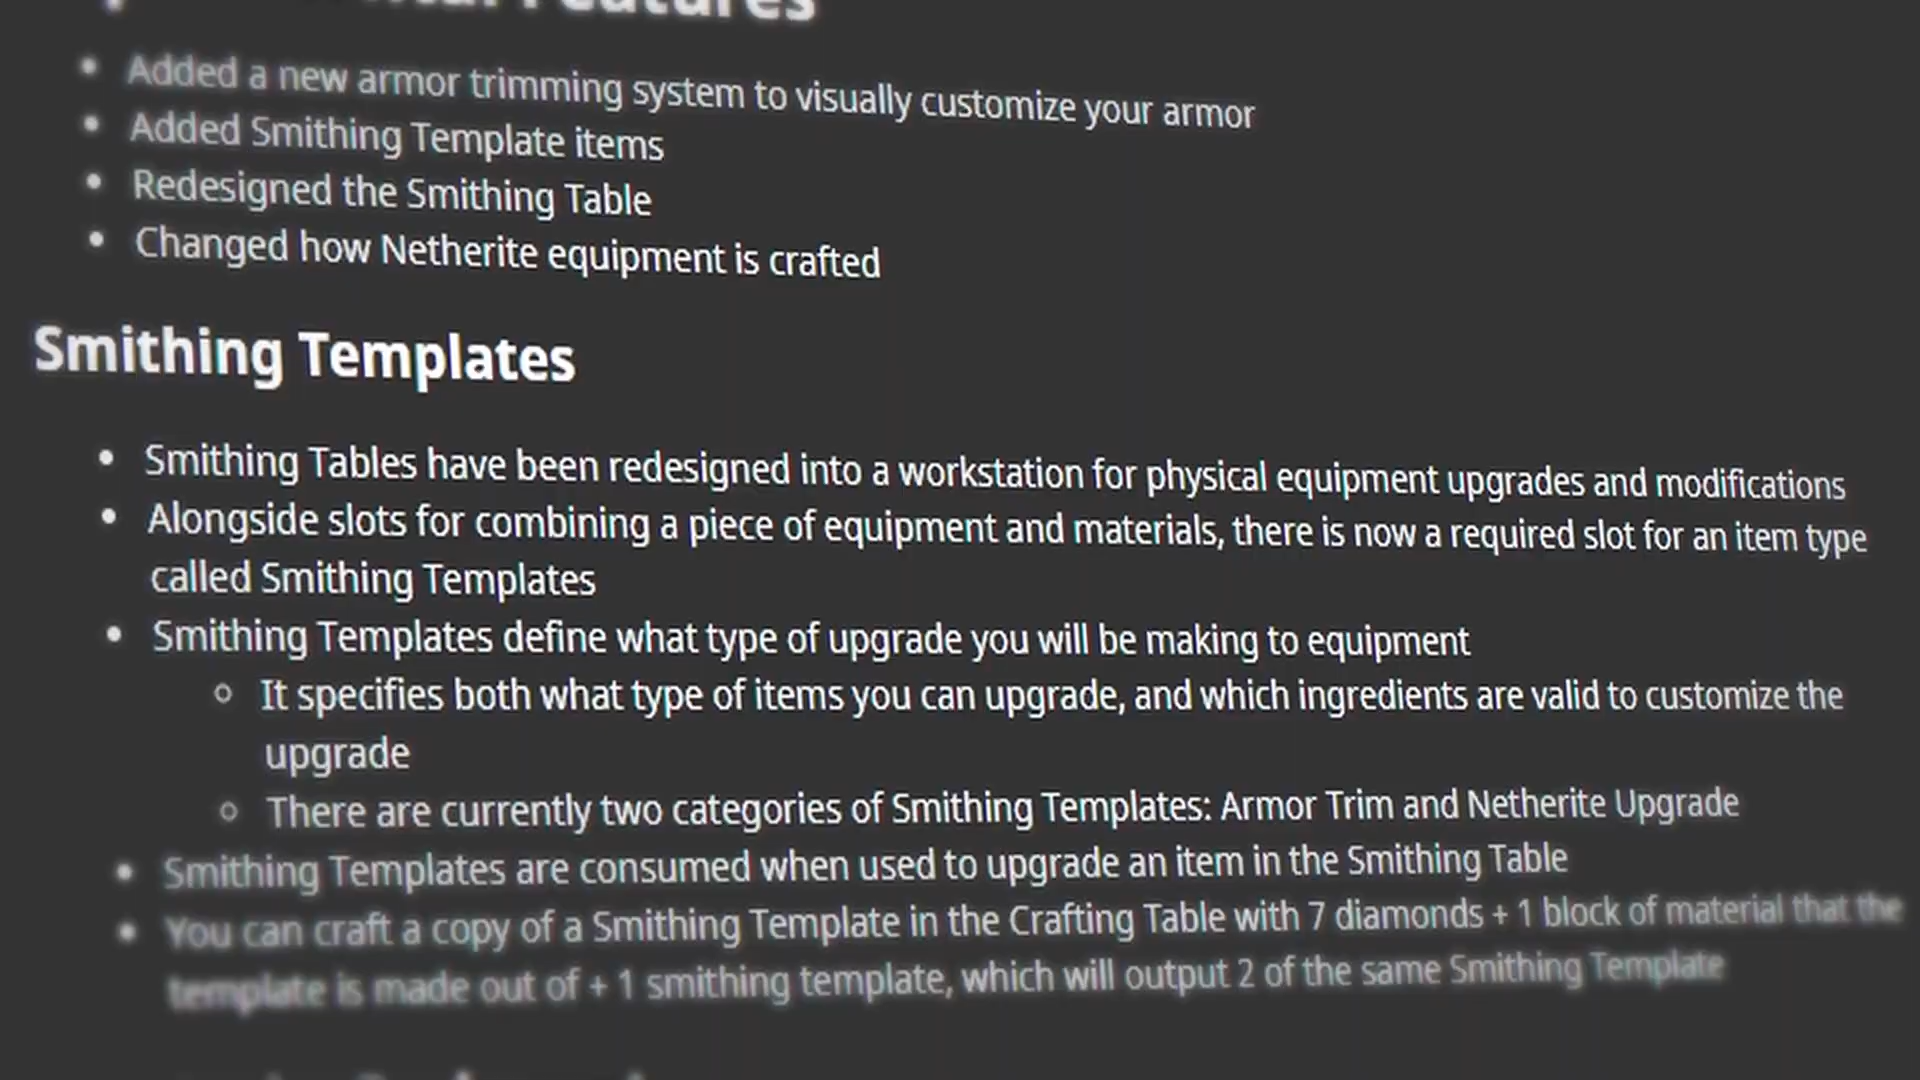 Features
Added a new armor trimming system to visually customize your armor
Added Smithing Template items
Redesigned the Smithing Table
Changed how Netherite equipment is crafted
Smithing Templates
Smithing Tables have been redesigned into a workstation for physical equipment upgrades and modifications
Alongside slots for combining a piece of equipment and materials, there is now a required slot for an item type
called Smithing Templates
Smithing Templates define what type of upgrade you will be making to equipment
It specifies both what type of items you can upgrade, and which ingredients are valid to customize the
upgrade
There are currently two categories of Smithing Templates: Armor Trim and Netherite Upgrade
Smithing Templates are consumed when used to upgrade an item in the Smithing Table
You can craft a copy of a Smithing Template in the Crafting Table with 7 diamonds + 1 block of material that the
template is made out of + 1 smithing template, which will output 2 of the same Smithing Template